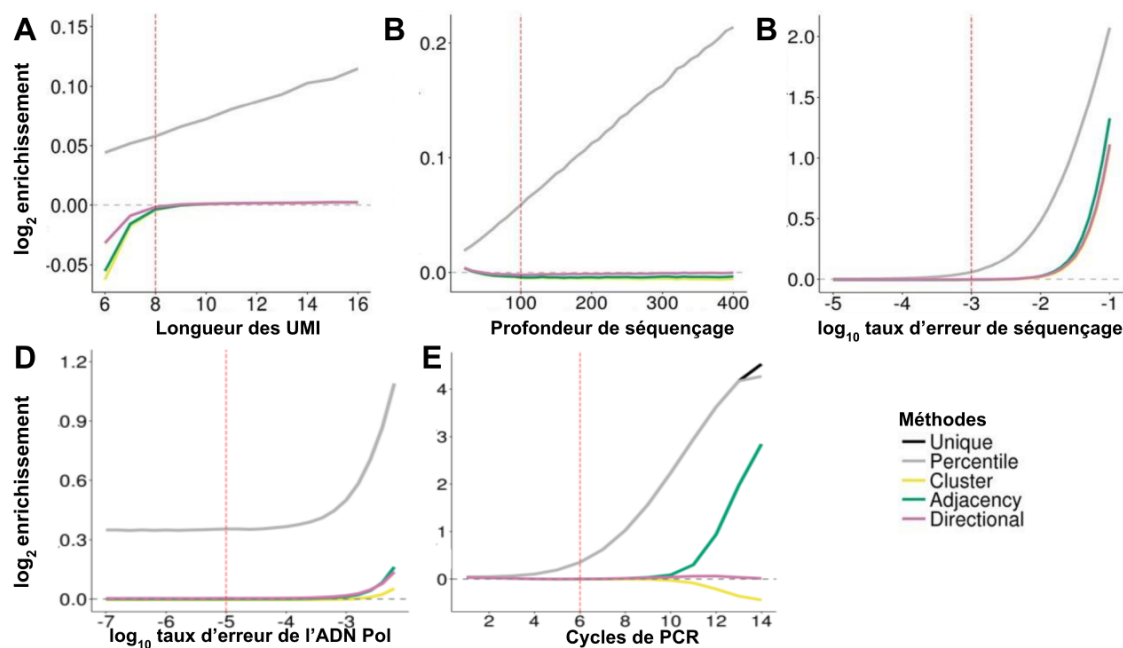 A
log2 enrichissement
0.15
0.10
0.05
0.00
-0.05
6 8 10 12 14 16
Longueur des UMI
B
0.2
0.1
0.0
100 200 300 400
Profondeur de séquençage
B
2.0
1.5
1.0
0.5
0.0
-5 -4 -3 -2 -1
log10 taux d'erreur de séquençage
D
log2 enrichissement
1.2
0.9
0.6
0.3
0.0
-7 -5 -3
log10 taux d'erreur de l'ADN Pol
E
4
3
2
1
0
2 4 6 8 10 12 14
Cycles de PCR
Méthodes
Unique
Percentile
Cluster
Adjacency
Directional